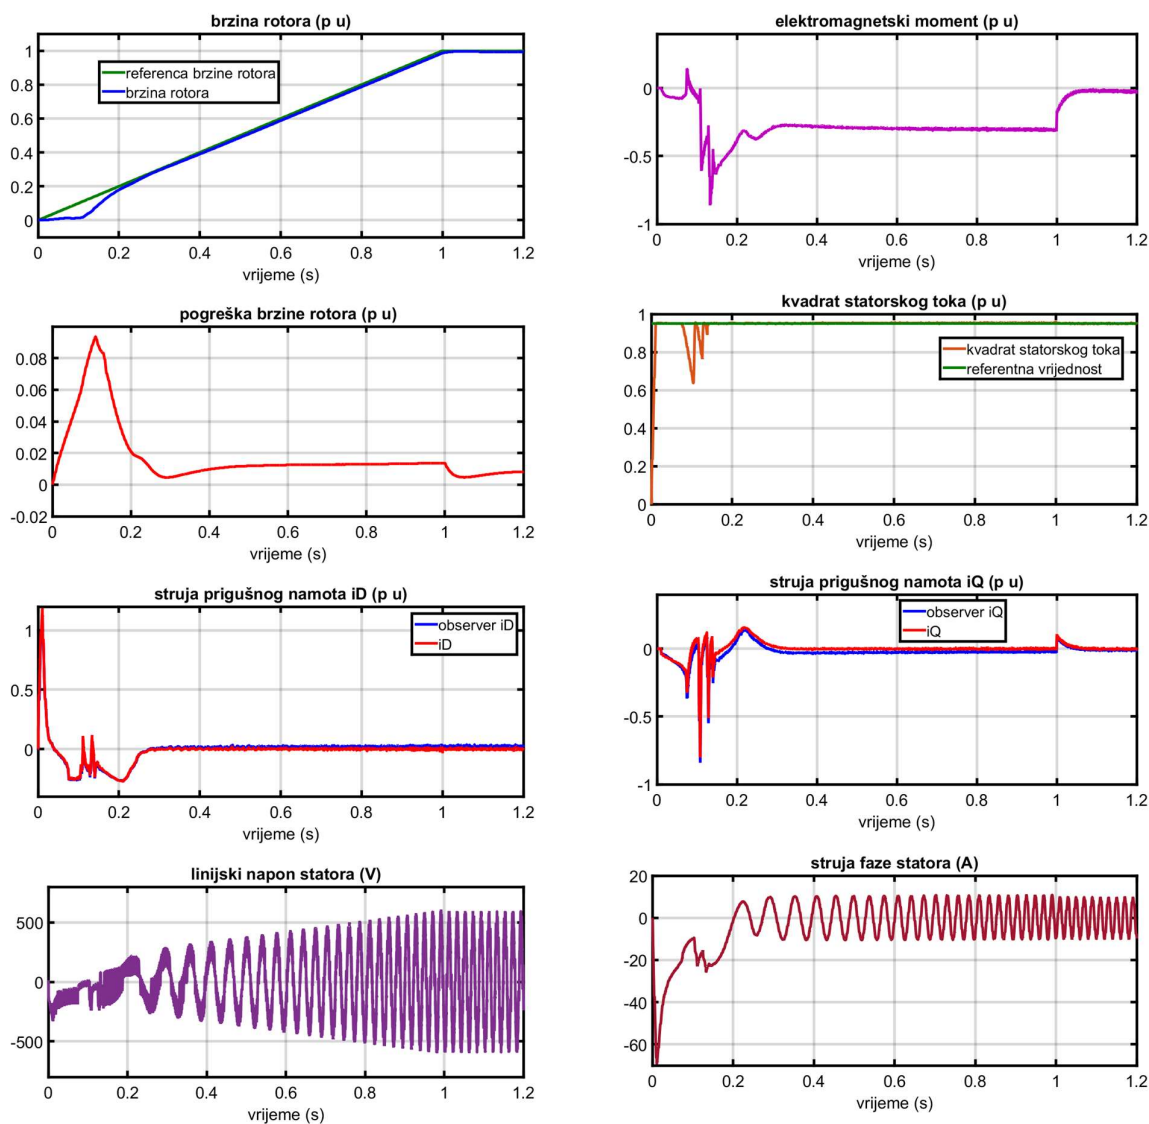 brzina rotora (p u)
1
0.8
0.6
0.4
0.2
0
referenca brzine rotora
brzina rotora
0 0.2 0.4 0.6 0.8 1 1.2
vrijeme (s)
elektromagnetski moment (p u)
0
-0.5
-1
0 0.2 0.4 0.6 0.8 1 1.2
vrijeme (s)
pogreška brzine rotora (p u)
0.08
0.06
0.04
0.02
0
-0.02
0 0.2 0.4 0.6 0.8 1 1.2
vrijeme (s)
kvadrat statorskog toka (p u)
1
0.8
0.6
0.4
0.2
0
kvadrat statorskog toka
referentna vrijednost
0 0.2 0.4 0.6 0.8 1 1.2
vrijeme (s)
struja prigušnog namota iD (p u)
1
0.5
0
observer iD
iD
0 0.2 0.4 0.6 0.8 1 1.2
vrijeme (s)
struja prigušnog namota iQ (p u)
0
-0.5
-1
observer iQ
iQ
0 0.2 0.4 0.6 0.8 1 1.2
vrijeme (s)
linijski napon statora (V)
500
0
-500
0 0.2 0.4 0.6 0.8 1 1.2
vrijeme (s)
struja faze statora (A)
20
0
-20
-40
-60
0 0.2 0.4 0.6 0.8 1 1.2
vrijeme (s)